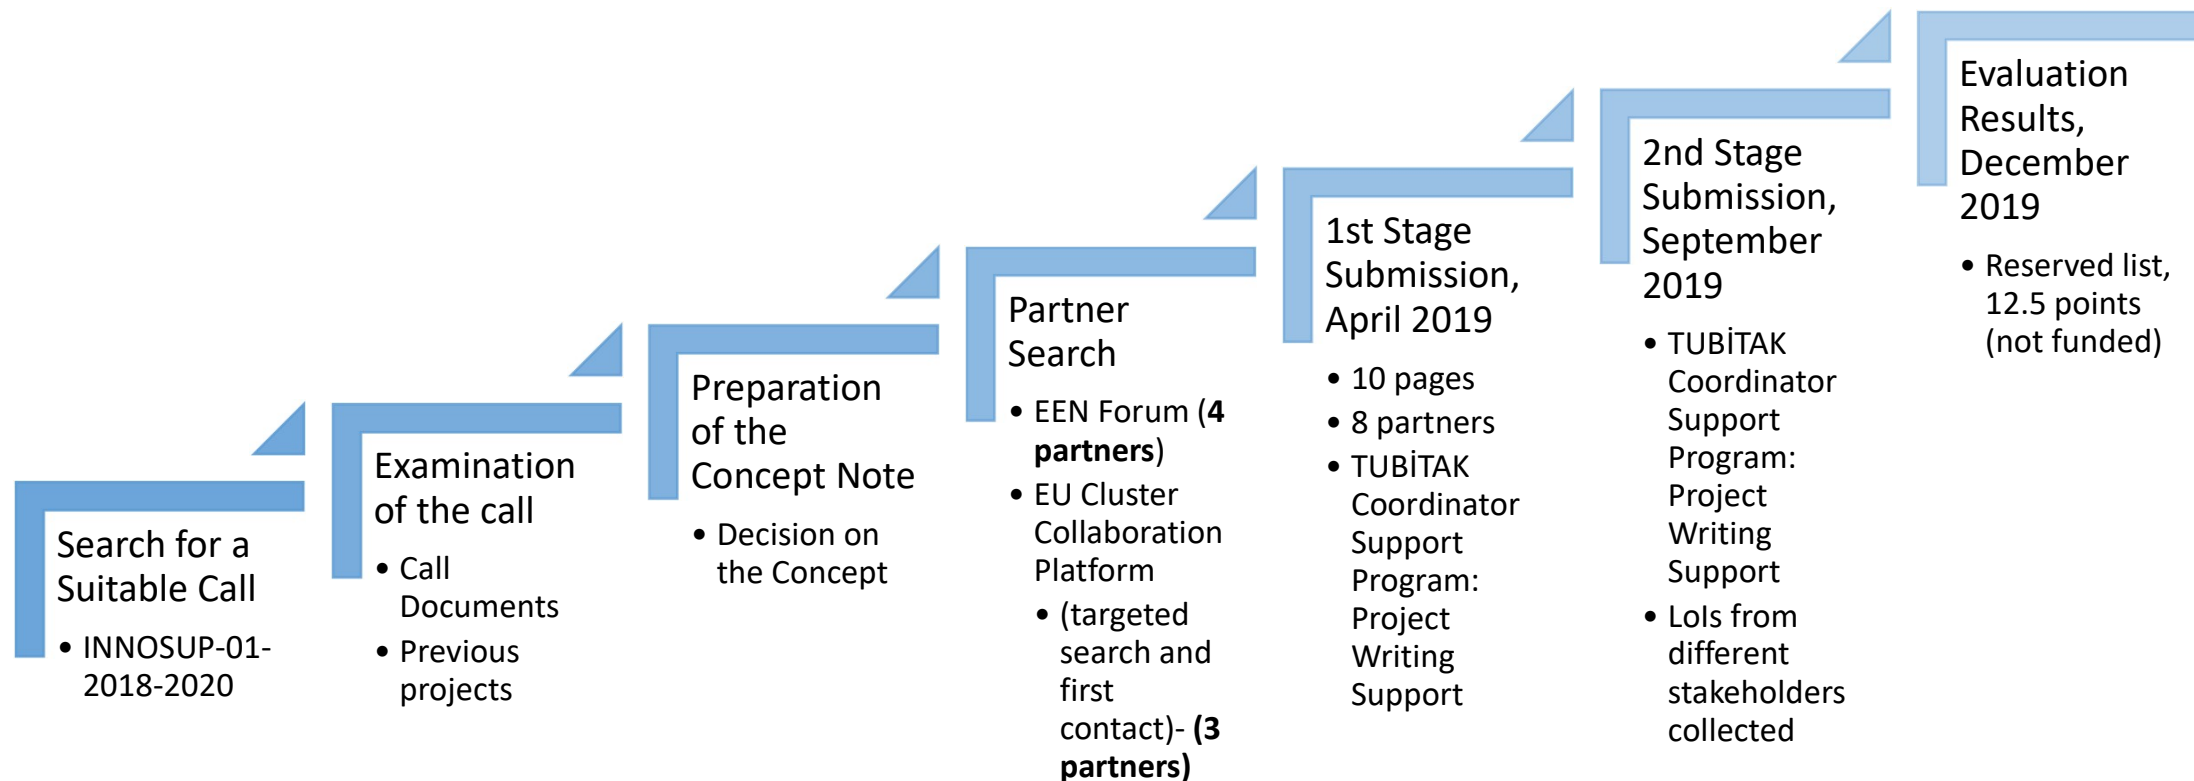 Search for a
Suitable Call
• INNOSUP-01-
2018-2020
Examination
of the call
• Call
Documents
• Previous
projects
Preparation
of the
Concept Note
• Decision on
the Concept
Partner
Search
• EEN Forum (4
partners)
• EU Cluster
Collaboration
Platform
• (targeted
search and
first
contact)- (3
partners)
1st Stage
Submission,
April 2019
• 10 pages
• 8 partners
• TUBİTAK
Coordinator
Support
Program:
Project
Writing
Support
2nd Stage
Submission,
September
2019
• TUBİTAK
Coordinator
Support
Program:
Project
Writing
Support
• LoIs from
different
stakeholders
collected
Evaluation
Results,
December
2019
• Reserved list,
12.5 points
(not funded)